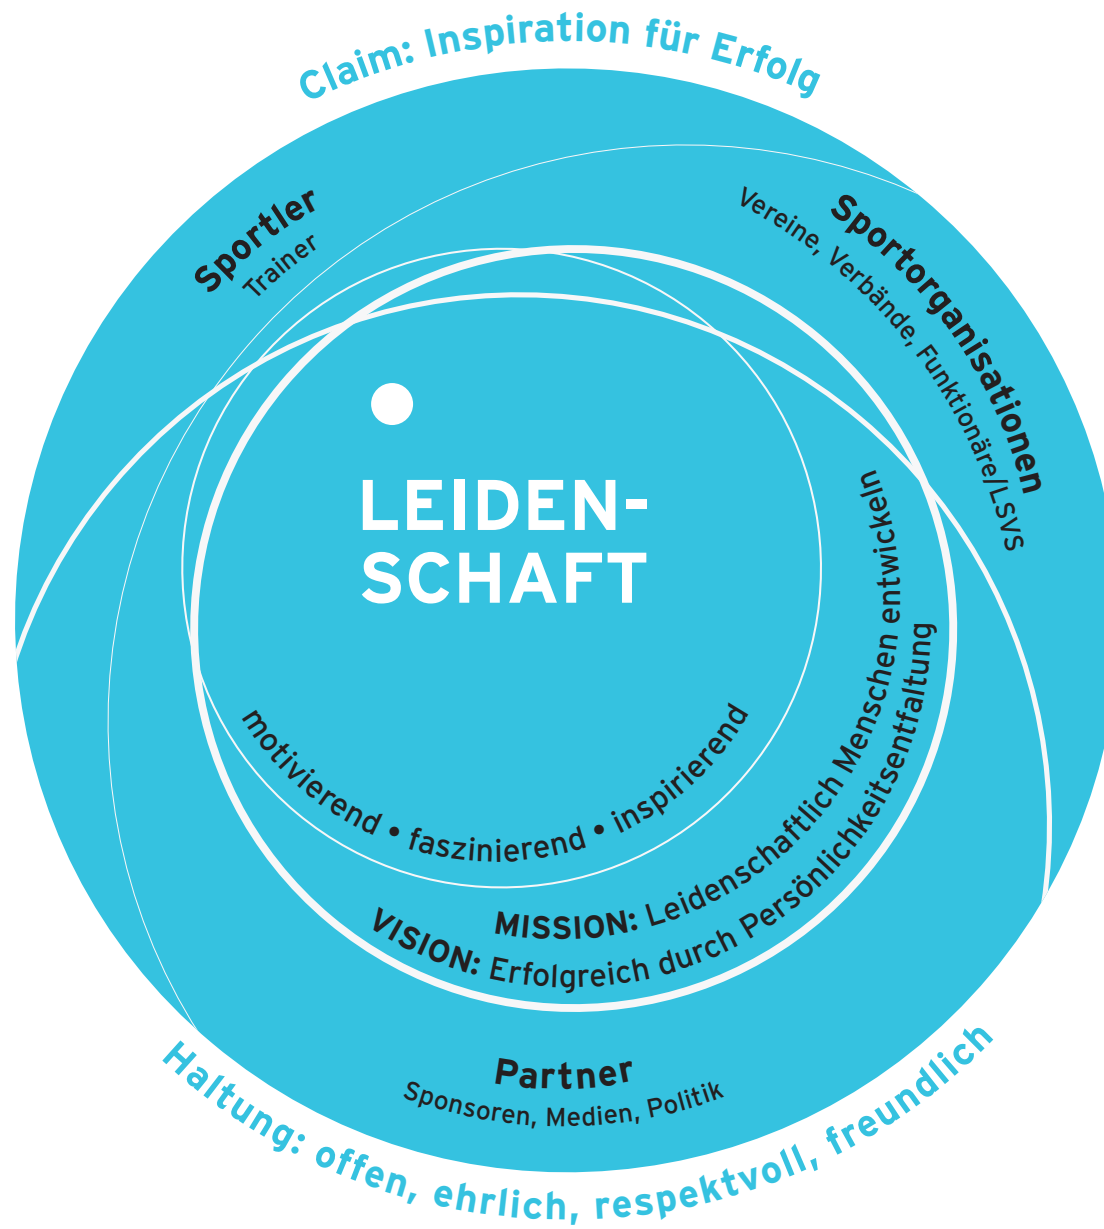 Claim: Inspiration für Erfolg
Sportler
Trainer
Sportorganisationen
Vereine, Verbände, Funktionäre/LSVS
LEIDEN-
SCHAFT
motivierend • faszinierend • inspirierend
MISSION: Leidenschaftlich Menschen entwickeln
VISION: Erfolgreich durch Persönlichkeitsentfaltung
Partner
Sponsoren, Medien, Politik
Haltung: offen, ehrlich, respektvoll, freundlich